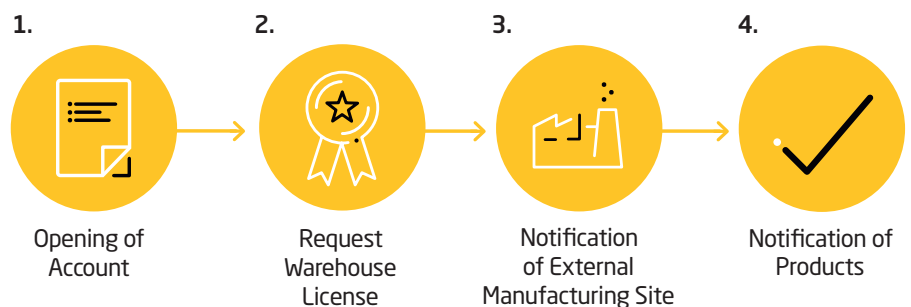 1.
2.
3.
4.
Opening of
Account
Request
Warehouse
License
Notification
of External
Manufacturing Site
Notification of
Products